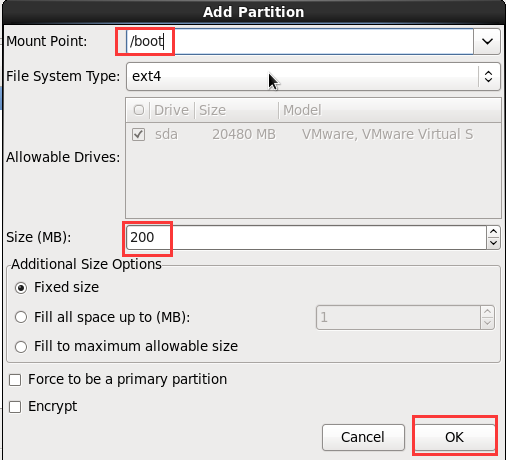 Add Partition
Mount Point: /boot
File System Type: ext4
Drive Size Model
sda 20480 MB VMware, VMware Virtual S
Allowable Drives:
Size (MB): 200
Additional Size Options
Fixed size
Fill all space up to (MB): 1
Fill to maximum allowable size
Force to be a primary partition
Encrypt
Cancel OK